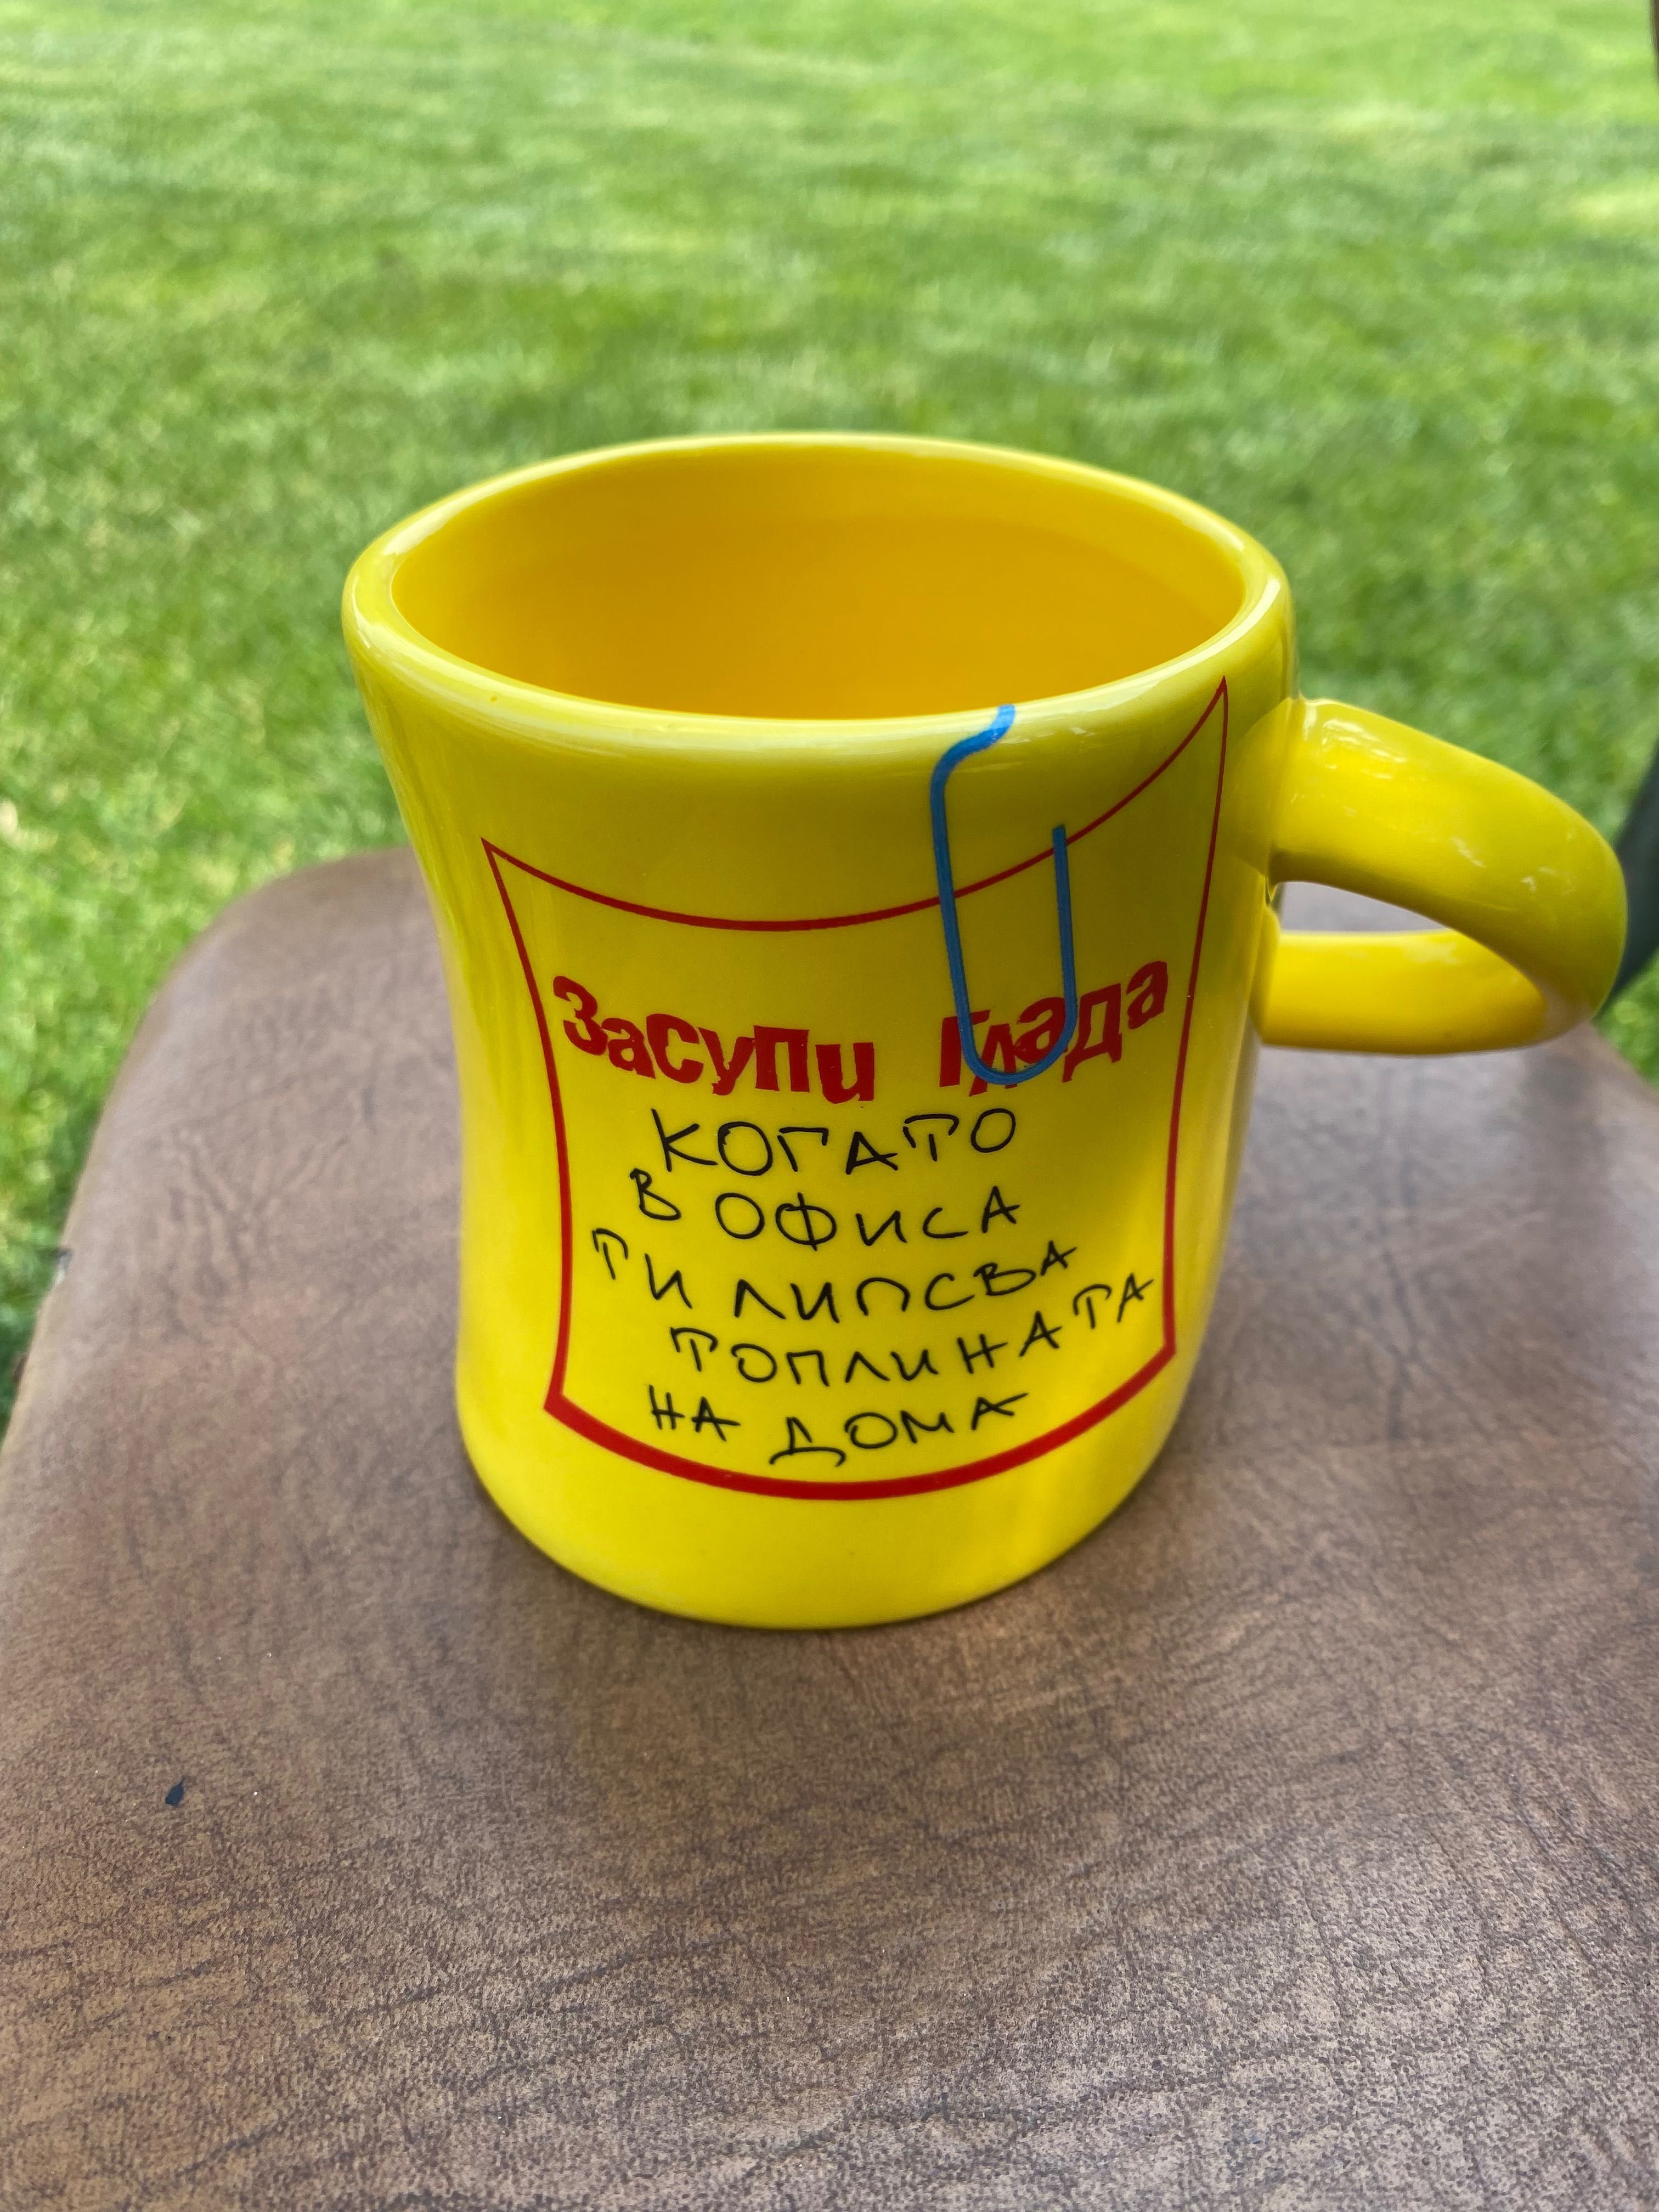 Засупи глада
КОГАТО
В ОФИСА
ТИ ЛИПСВА
ТОПЛИНАТА
НА ДОМА